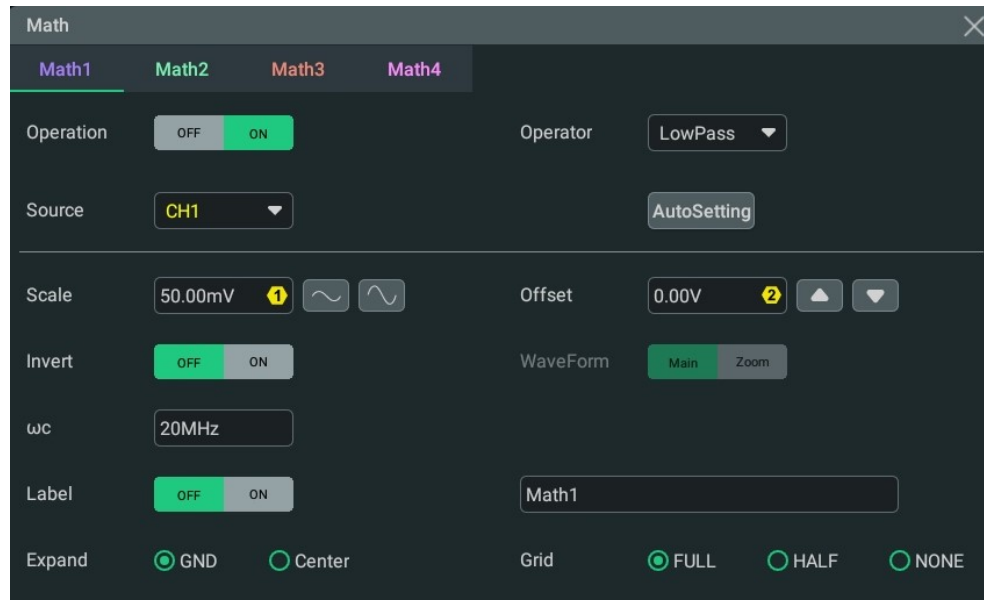 Math
Math1 Math2 Math3 Math4
Operation OFF ON Operator LowPass
Source CH1 AutoSetting
Scale 50.00mV 1 Offset 0.00V 2
Invert OFF ON WaveForm Main Zoom
ωc 20MHz
Label OFF ON Math1
Expand GND Center Grid FULL HALF NONE